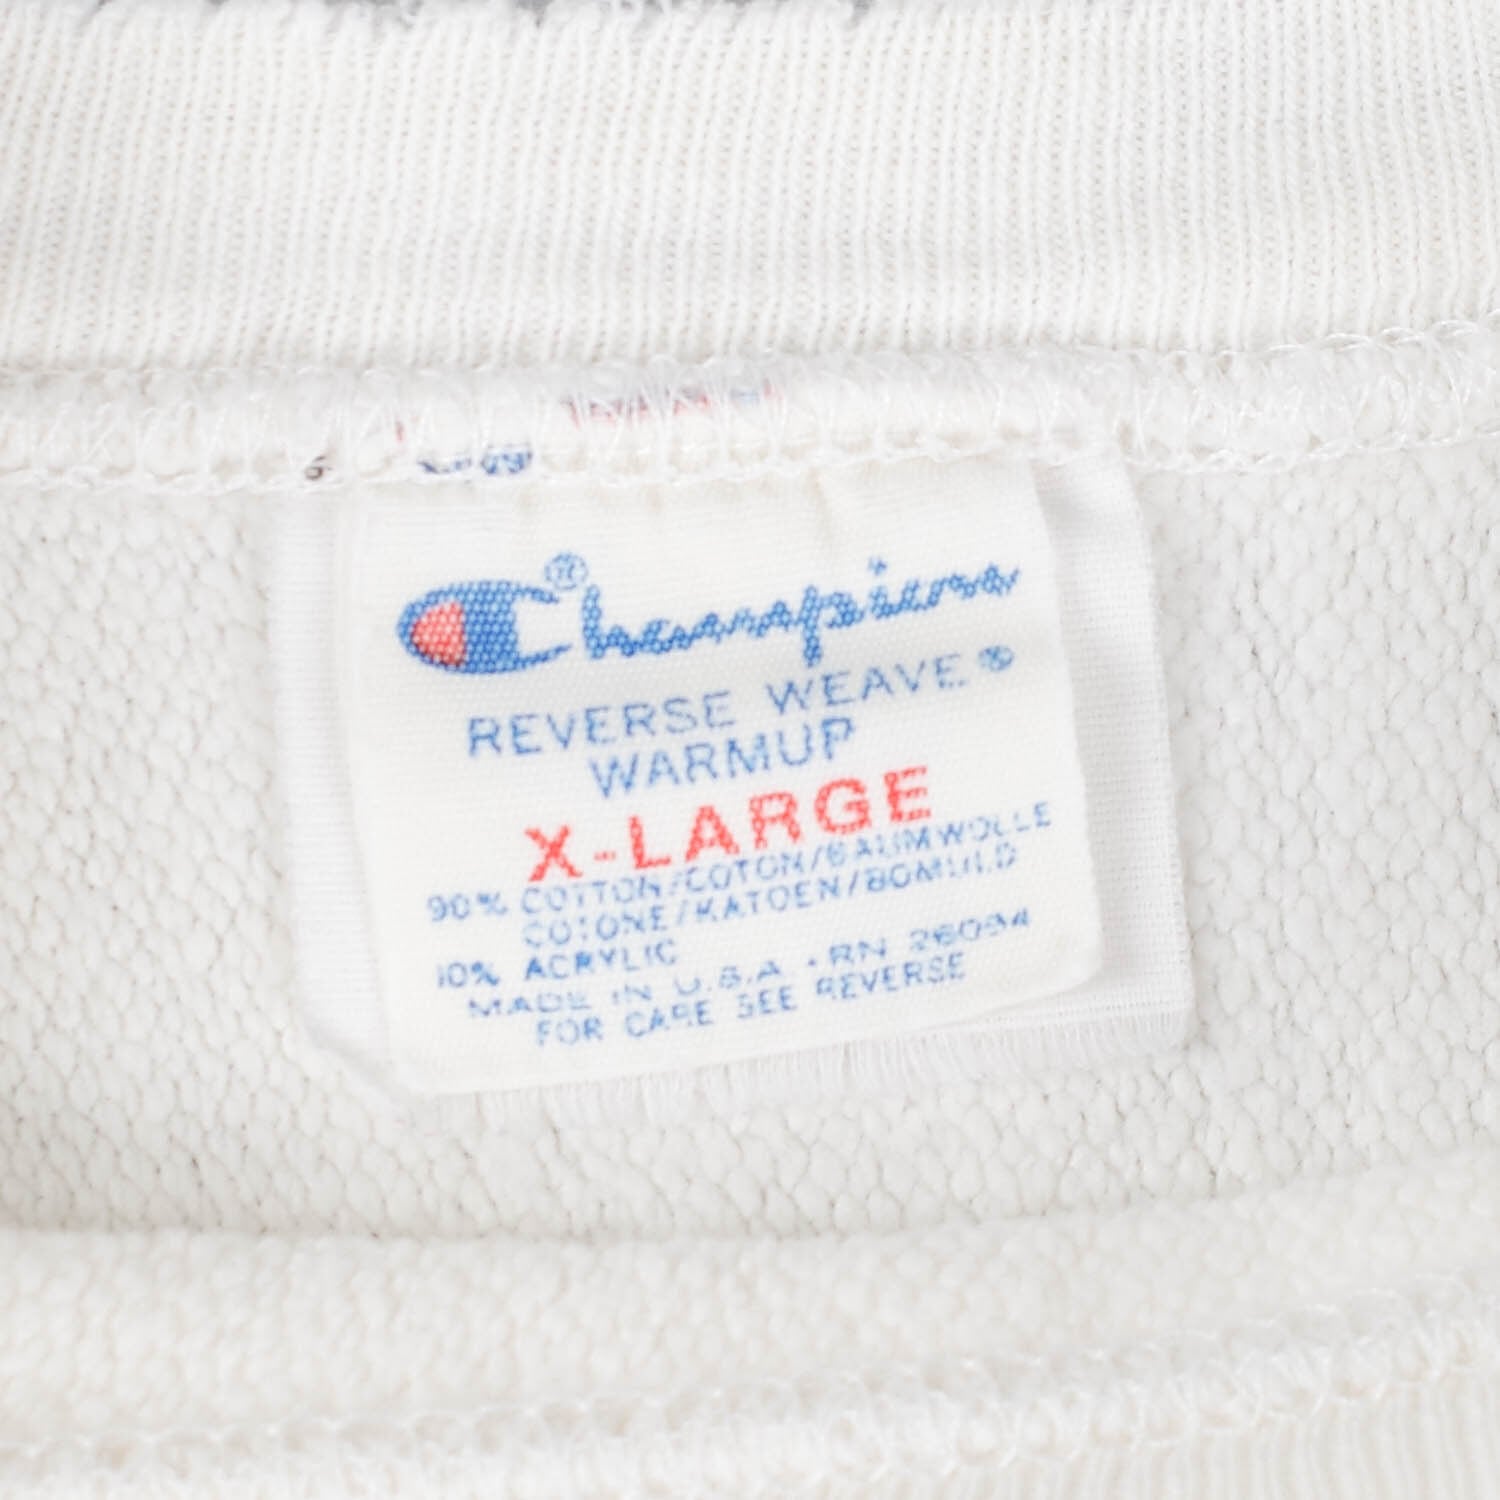 Champion®
REVERSE WEAVE®
WARMUP
X-LARGE
90% COTTON/COTON/BAUMWOLLE
COTONE/KATOEN/BOMULD
10% ACRYLIC
MADE IN U.S.A. · RN 26094
FOR CARE SEE REVERSE